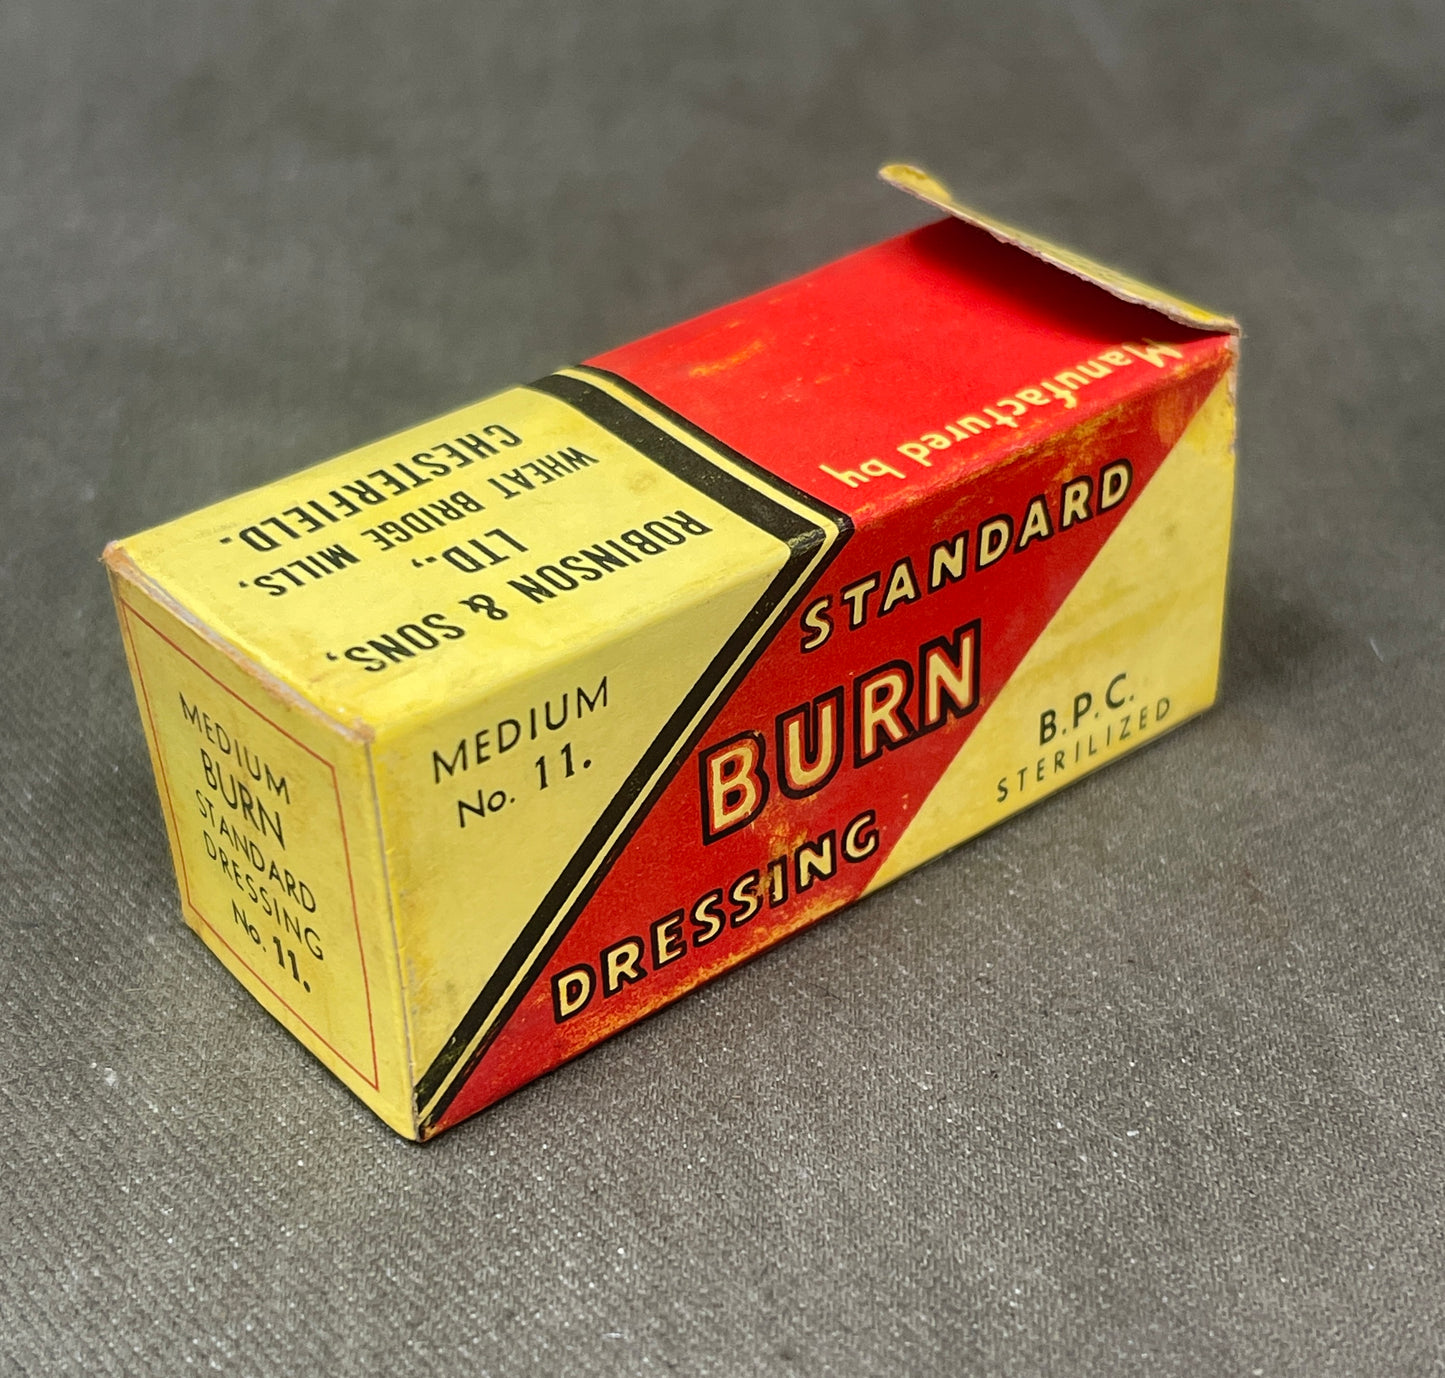 Manufactured by
ROBINSON & SONS,
LTD.,
WHEAT BRIDGE MILLS,
CHESTERFIELD.
MEDIUM
No. 11.
STANDARD
BURN
DRESSING
B.P.C.
STERILIZED
MEDIUM
BURN
STANDARD
DRESSING
No. 11.